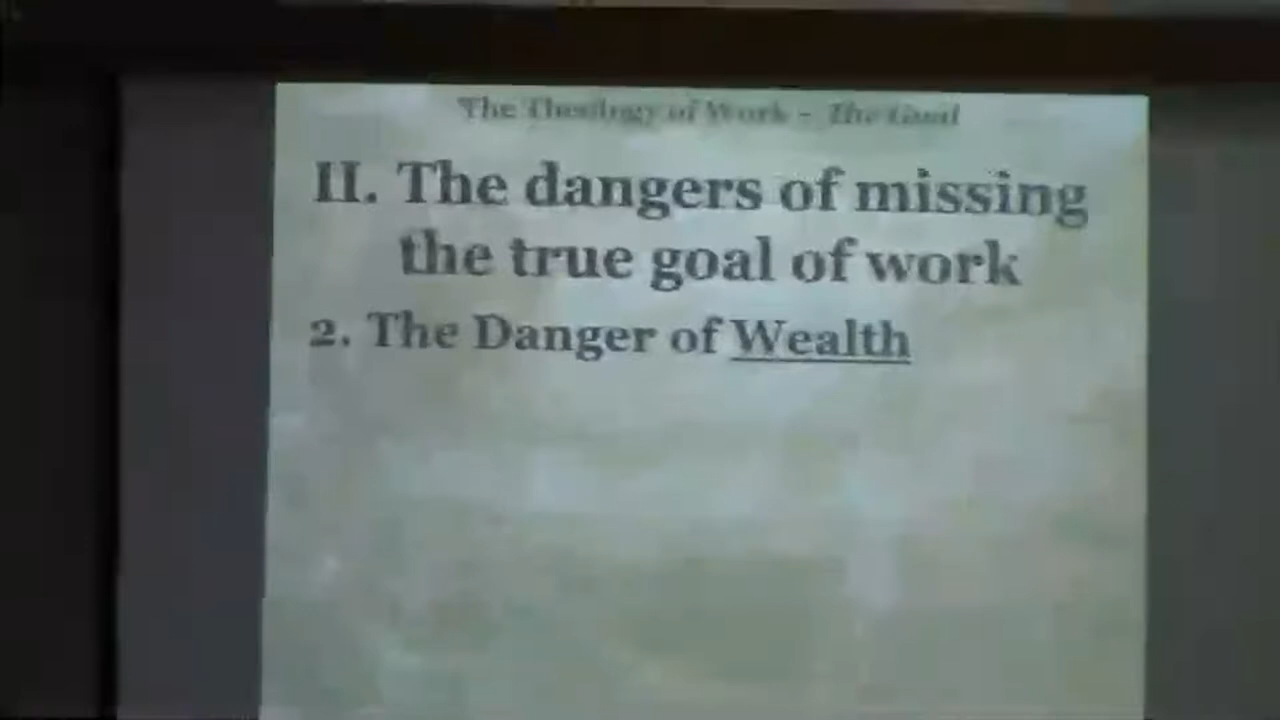 The Theology of Work - The Goal
II. The dangers of missing
the true goal of work
2. The Danger of Wealth